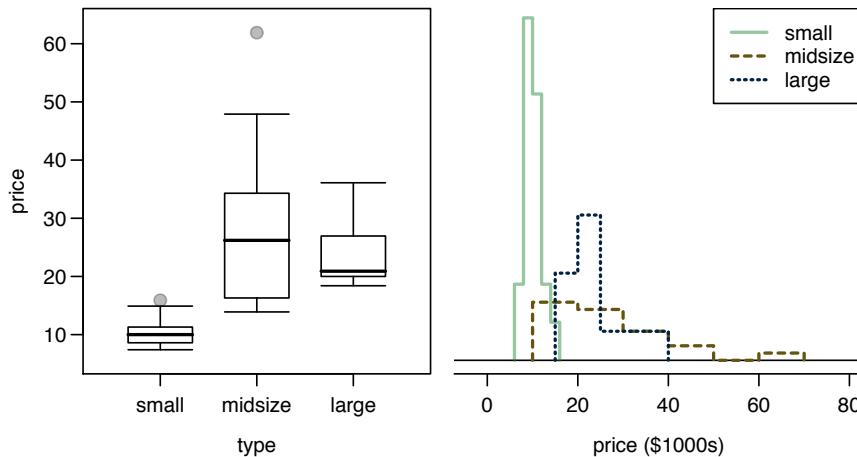 price
60
50
40
30
20
10
small midsize large
type
small
midsize
large
0 20 40 60 80
price ($1000s)